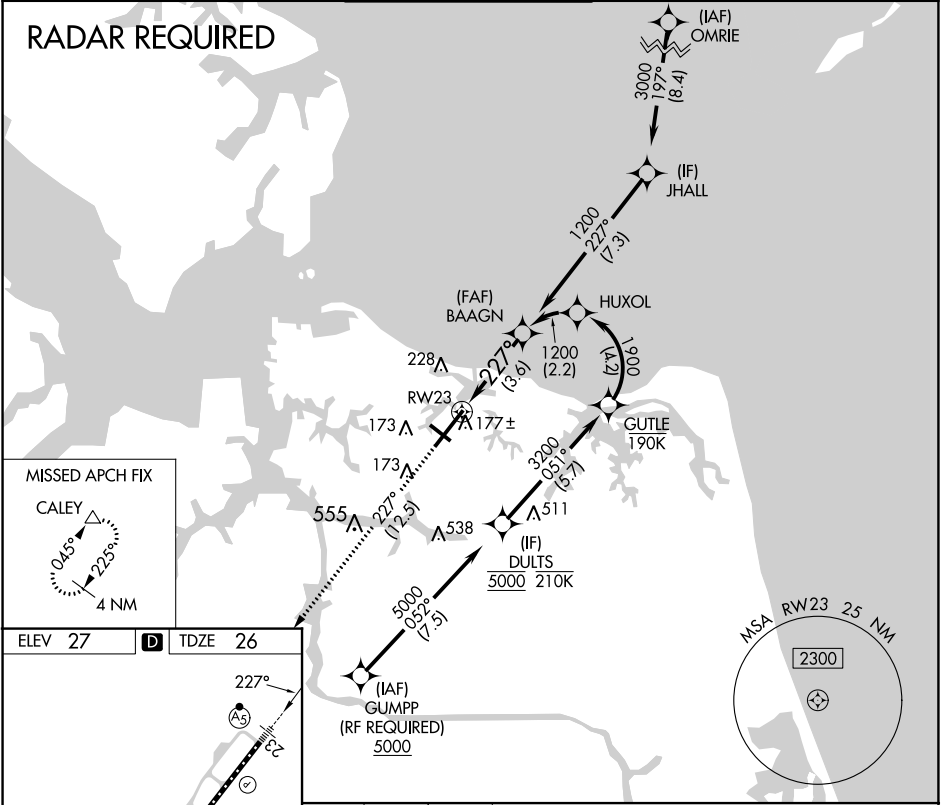 RADAR REQUIRED
(IAF)
OMRIE
3000
197°
(8.4)
(IF)
JHALL
1200
227°
(7.3)
(FAF)
BAAGN
HUXOL
1200
(2.2)
1900
(4.2)
227°
(3.6)
228
RW23
177±
173
GUTLE
190K
173
3200
051°
(5.7)
MISSED APCH FIX
CALEY
045°
225°
4 NM
227°
(12.5)
555
538
511
(IF)
DULTS
5000 210K
5000
052°
(7.5)
MSA RW23 25 NM
2300
ELEV 27
D
TDZE 26
227°
A5
23
(IAF)
GUMPP
(RF REQUIRED)
5000